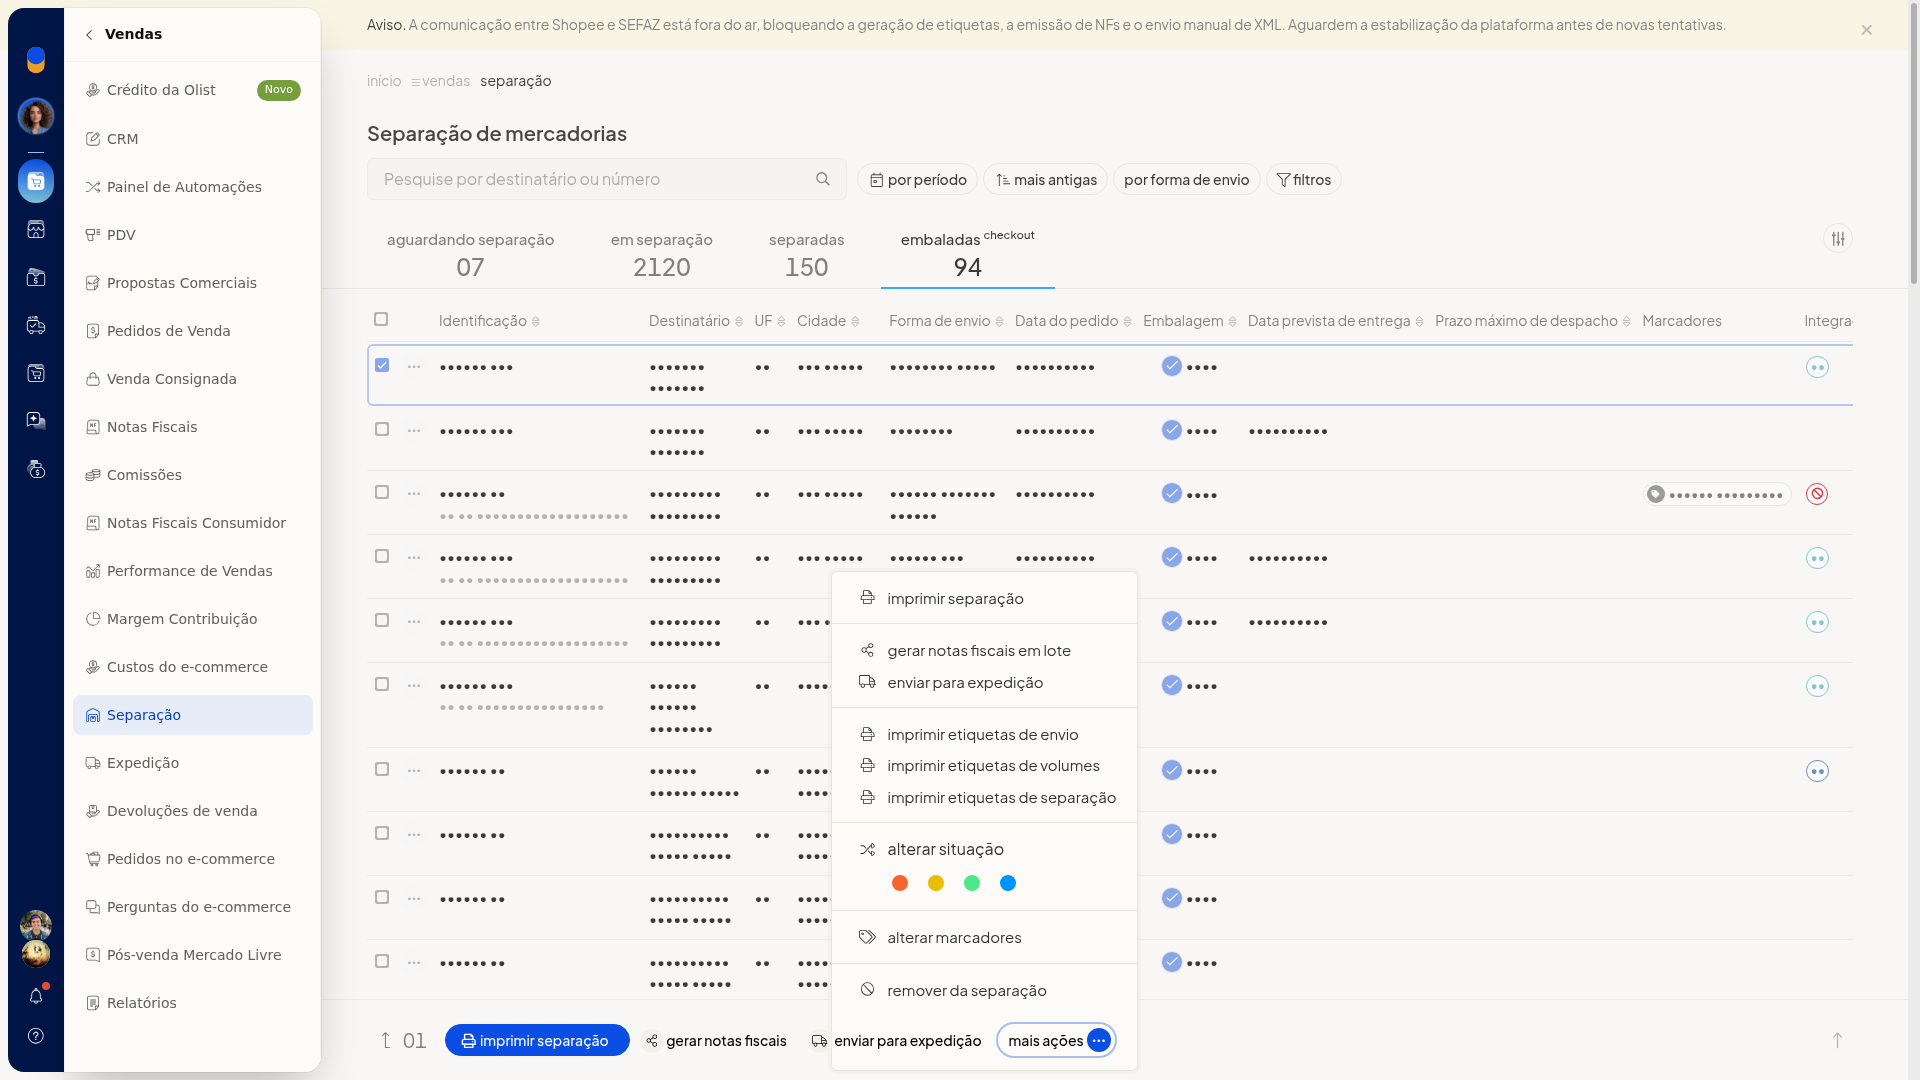 Aviso. A comunicação entre Shopee e SEFAZ está fora do ar, bloqueando a geração de etiquetas, a emissão de NFs e o envio manual de XML. Aguardem a estabilização da plataforma antes de novas tentativas.
Vendas
Crédito da Olist Novo
CRM
Painel de Automações
PDV
Propostas Comerciais
Pedidos de Venda
Venda Consignada
Notas Fiscais
Comissões
Notas Fiscais Consumidor
Performance de Vendas
Margem Contribuição
Custos do e-commerce
Separação
Expedição
Devoluções de venda
Pedidos no e-commerce
Perguntas do e-commerce
Pós-venda Mercado Livre
Relatórios
início vendas separação
Separação de mercadorias
Pesquise por destinatário ou número
por período mais antigas por forma de envio filtros
aguardando separação em separação separadas embaladas checkout
07 2120 150 94
Identificação Destinatário UF Cidade Forma de envio Data do pedido Embalagem Data prevista de entrega Prazo máximo de despacho Marcadores Integra
imprimir separação
gerar notas fiscais em lote
enviar para expedição
imprimir etiquetas de envio
imprimir etiquetas de volumes
imprimir etiquetas de separação
alterar situação
alterar marcadores
remover da separação
01 imprimir separação gerar notas fiscais enviar para expedição mais ações